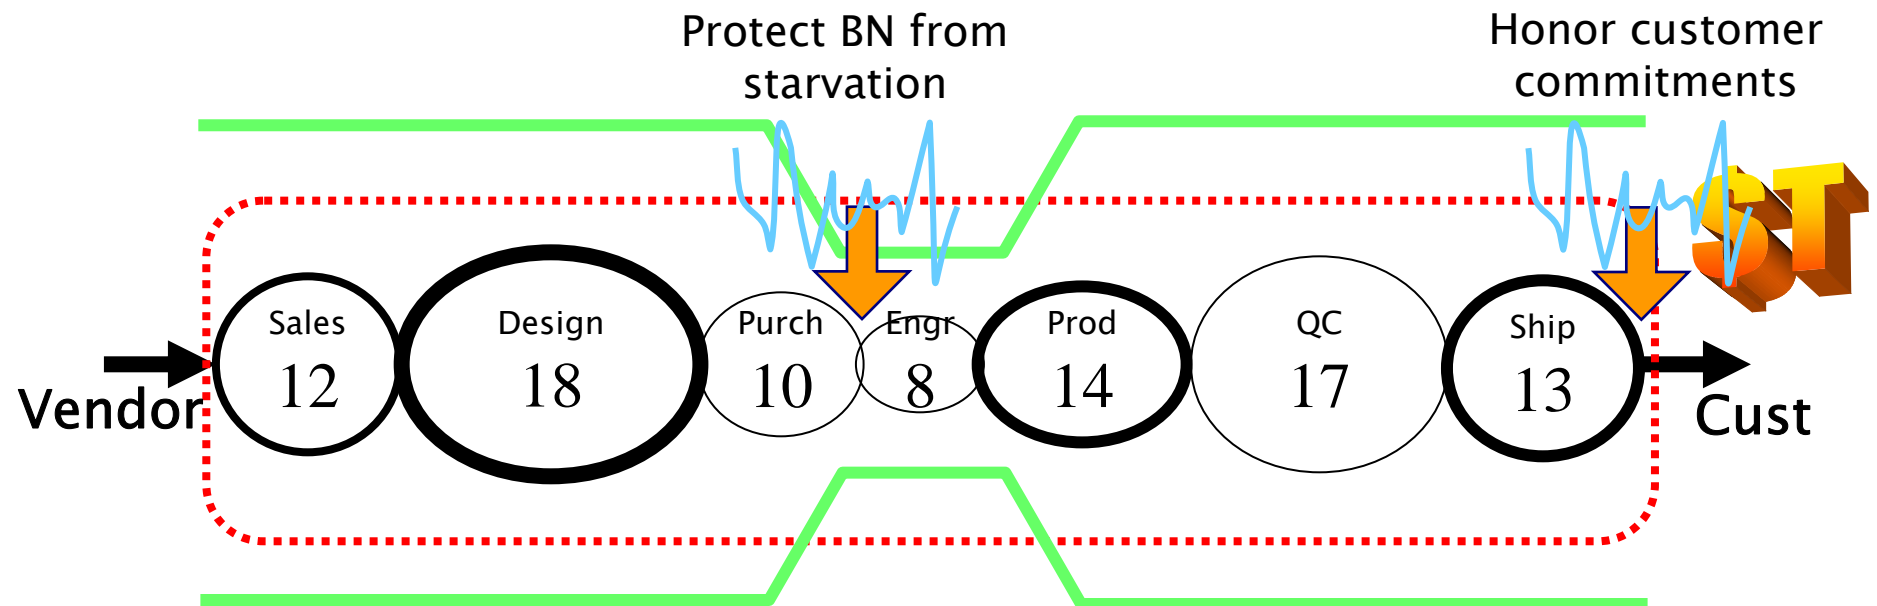 Protect BN from
starvation
Honor customer
commitments
ST
Sales
12
Design
18
Purch
10
Engr
8
Prod
14
QC
17
Ship
13
Vendor
Cust